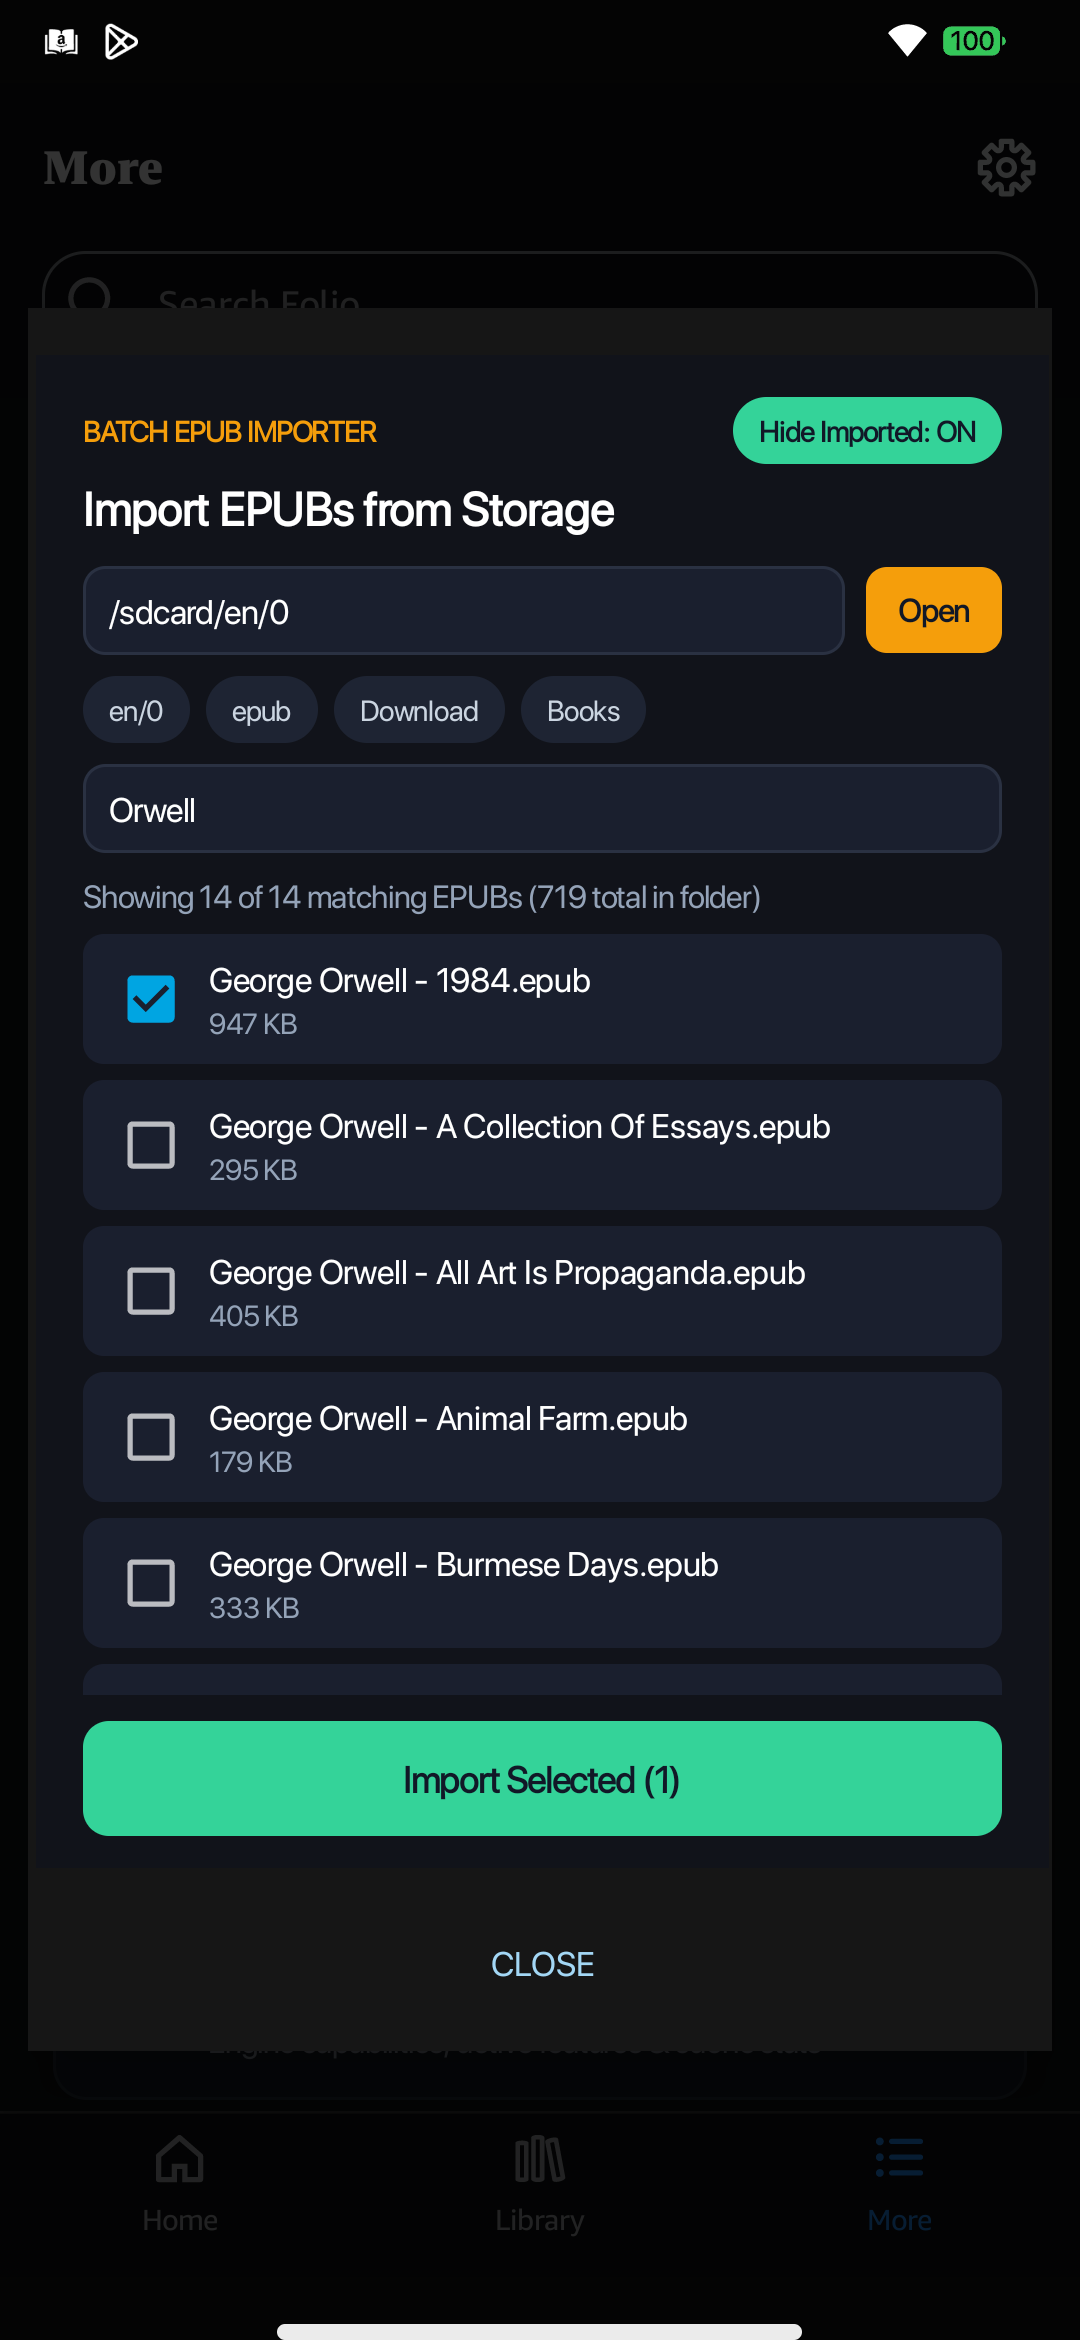 100
More
Search Folio
BATCH EPUB IMPORTER
Hide Imported: ON
Import EPUBs from Storage
/sdcard/en/0
Open
en/0 epub Download Books
Orwell
Showing 14 of 14 matching EPUBs (719 total in folder)
George Orwell - 1984.epub
947 KB
George Orwell - A Collection Of Essays.epub
295 KB
George Orwell - All Art Is Propaganda.epub
405 KB
George Orwell - Animal Farm.epub
179 KB
George Orwell - Burmese Days.epub
333 KB
Import Selected (1)
CLOSE
Home Library More